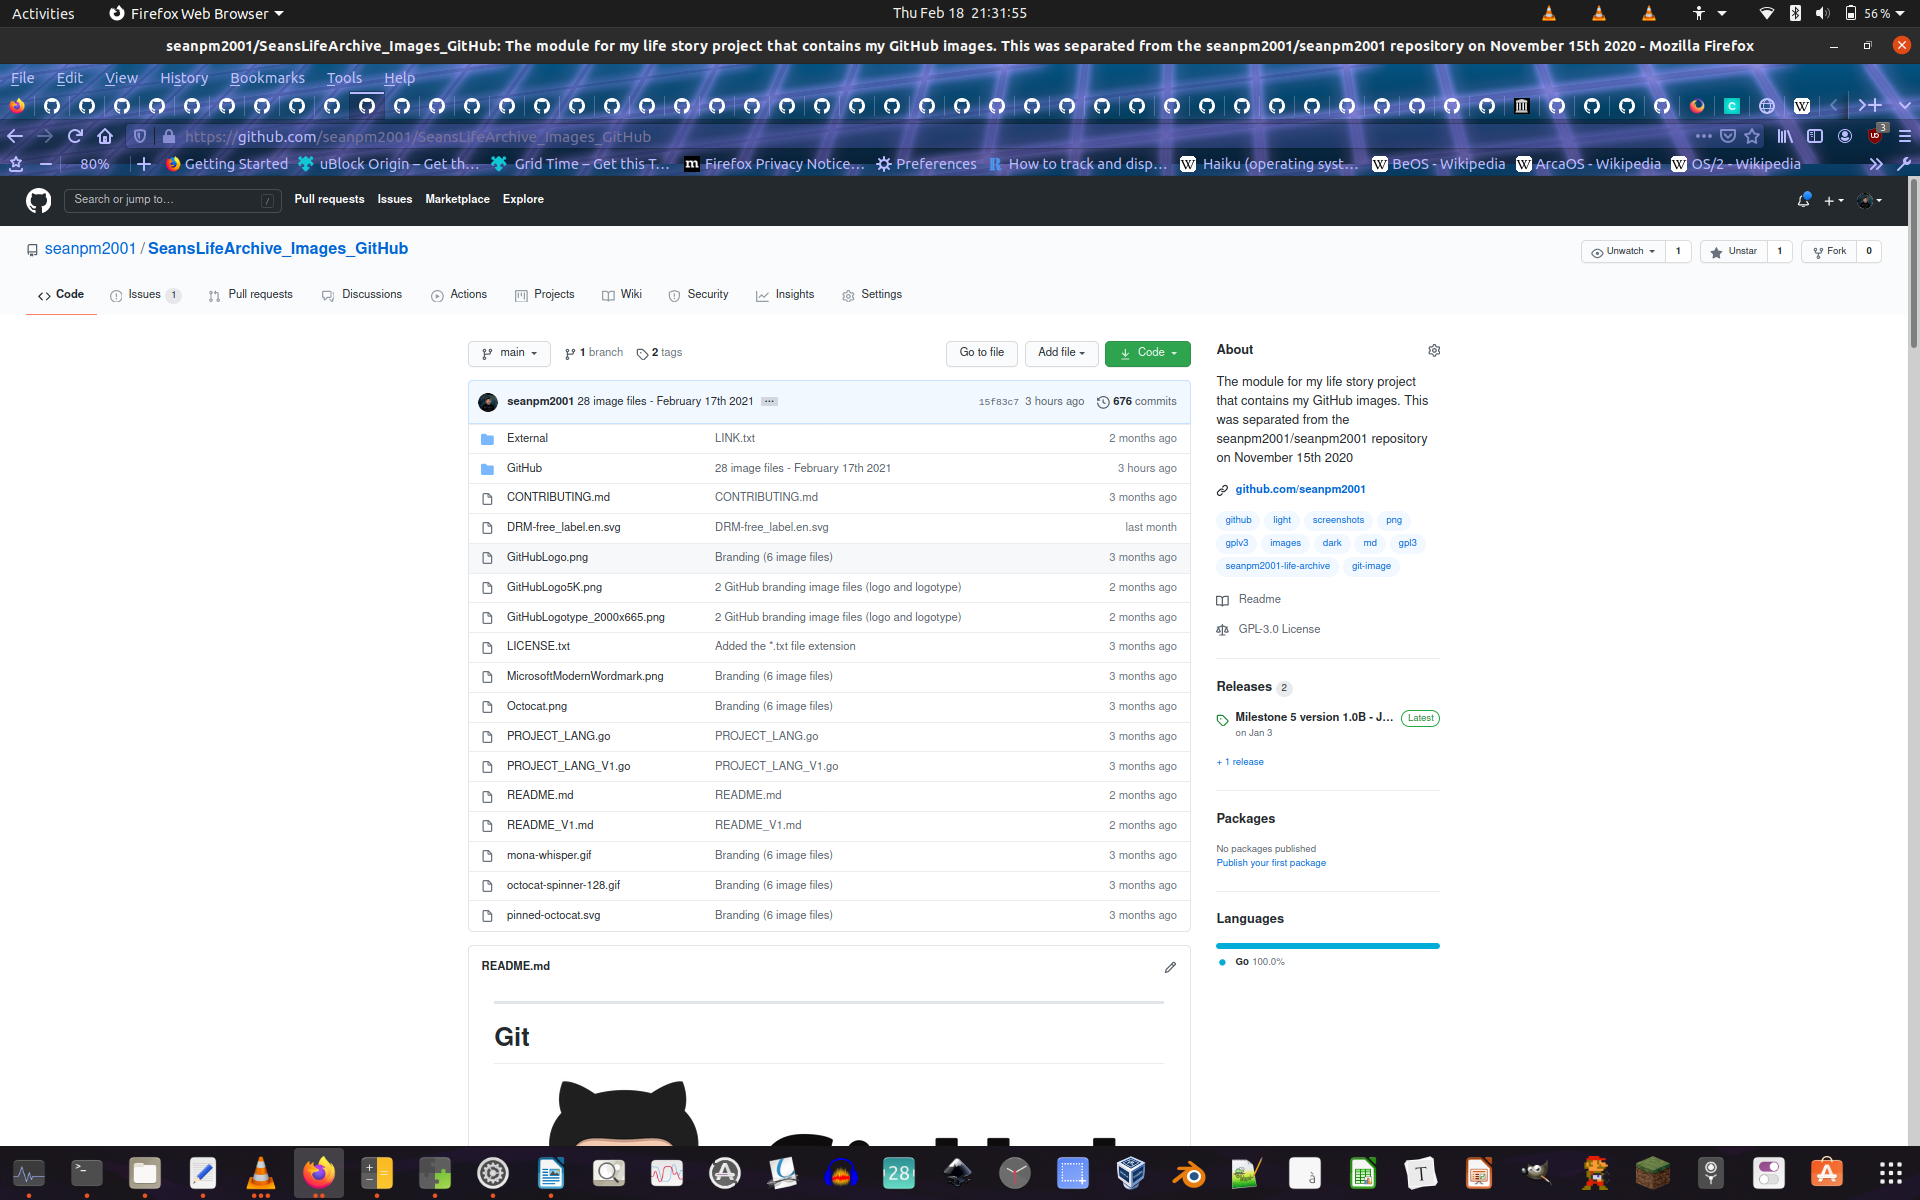 Activities Firefox Web Browser Thu Feb 18 21:31:55 56 %
seanpm2001/SeansLifeArchive_Images_GitHub: The module for my life story project that contains my GitHub images. This was separated from the seanpm2001/seanpm2001 repository on November 15th 2020 - Mozilla Firefox
File Edit View History Bookmarks Tools Help
https://github.com/seanpm2001/SeansLifeArchive_Images_GitHub 3
80% Getting Started uBlock Origin – Get th… Grid Time – Get this T… Firefox Privacy Notice… Preferences How to track and disp… Haiku (operating syst… BeOS - Wikipedia ArcaOS - Wikipedia OS/2 - Wikipedia
Search or jump to… / Pull requests Issues Marketplace Explore
seanpm2001 / SeansLifeArchive_Images_GitHub Unwatch 1 Unstar 1 Fork 0
Code Issues 1 Pull requests Discussions Actions Projects Wiki Security Insights Settings
main 1 branch 2 tags Go to file Add file Code
seanpm2001 28 image files - February 17th 2021 15f83c7 3 hours ago 676 commits
External LINK.txt 2 months ago
GitHub 28 image files - February 17th 2021 3 hours ago
CONTRIBUTING.md CONTRIBUTING.md 3 months ago
DRM-free_label.en.svg DRM-free_label.en.svg last month
GitHubLogo.png Branding (6 image files) 3 months ago
GitHubLogo5K.png 2 GitHub branding image files (logo and logotype) 2 months ago
GitHubLogotype_2000x665.png 2 GitHub branding image files (logo and logotype) 2 months ago
LICENSE.txt Added the *.txt file extension 3 months ago
MicrosoftModernWordmark.png Branding (6 image files) 3 months ago
Octocat.png Branding (6 image files) 3 months ago
PROJECT_LANG.go PROJECT_LANG.go 3 months ago
PROJECT_LANG_V1.go PROJECT_LANG_V1.go 3 months ago
README.md README.md 2 months ago
README_V1.md README_V1.md 2 months ago
mona-whisper.gif Branding (6 image files) 3 months ago
octocat-spinner-128.gif Branding (6 image files) 3 months ago
pinned-octocat.svg Branding (6 image files) 3 months ago
README.md
Git
About
The module for my life story project
that contains my GitHub images. This
was separated from the
seanpm2001/seanpm2001 repository
on November 15th 2020
github.com/seanpm2001
github light screenshots png
gplv3 images dark md gpl3
seanpm2001-life-archive git-image
Readme
GPL-3.0 License
Releases 2
Milestone 5 version 1.0B - J… Latest
on Jan 3
+ 1 release
Packages
No packages published
Publish your first package
Languages
Go 100.0%
28